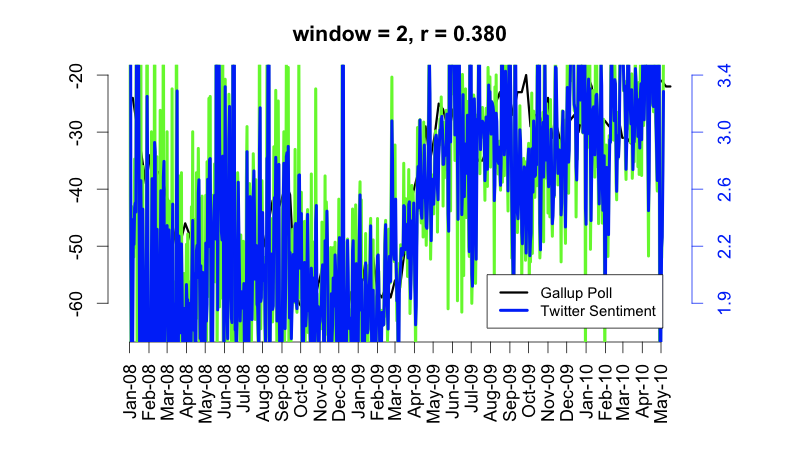 window = 2, r = 0.380
-20
-30
-40
-50
-60
3.4
3.0
2.6
2.2
1.9
Gallup Poll
Twitter Sentiment
Jan-08
Feb-08
Mar-08
Apr-08
May-08
Jun-08
Jul-08
Aug-08
Sep-08
Oct-08
Nov-08
Dec-08
Jan-09
Feb-09
Mar-09
Apr-09
May-09
Jun-09
Jul-09
Aug-09
Sep-09
Oct-09
Nov-09
Dec-09
Jan-10
Feb-10
Mar-10
Apr-10
May-10